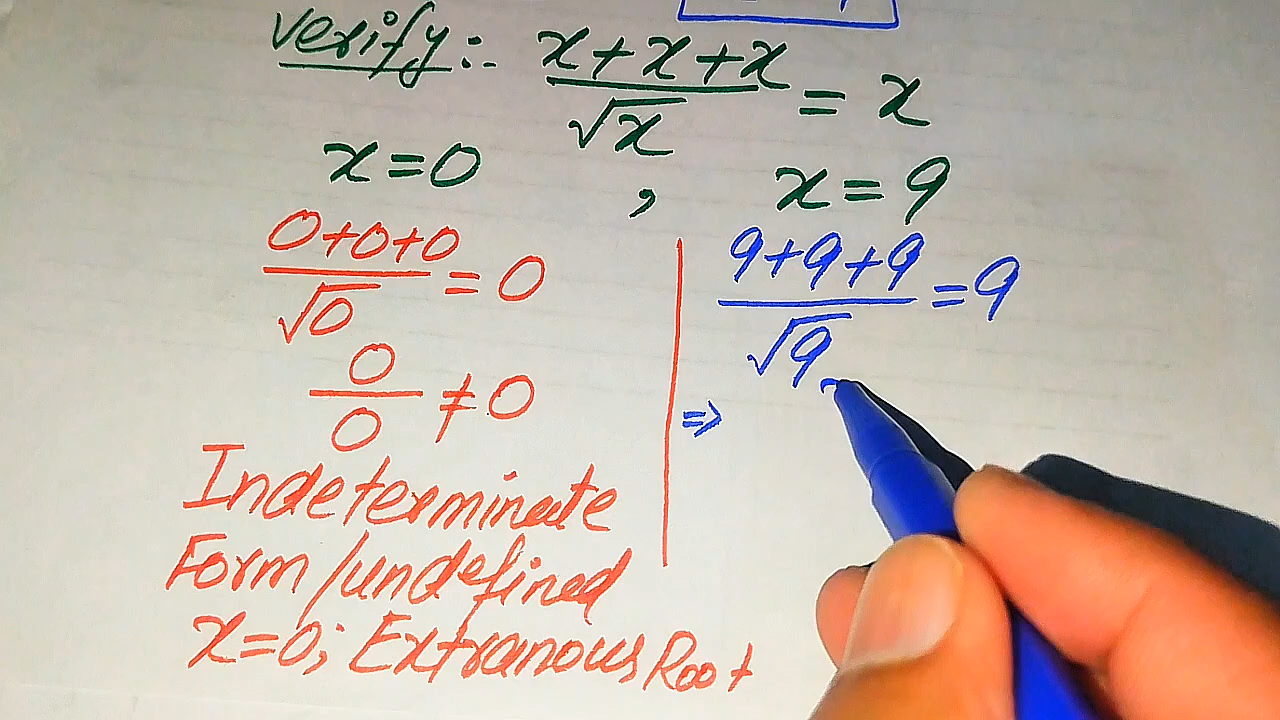 Verify:- x+x+x/√x = x
x=0 , x=9
0+0+0/√0 = 0
0/0 ≠ 0
Indeterminate
Form/undefined
x=0; Extranous Root
9+9+9/√9 = 9
⇒